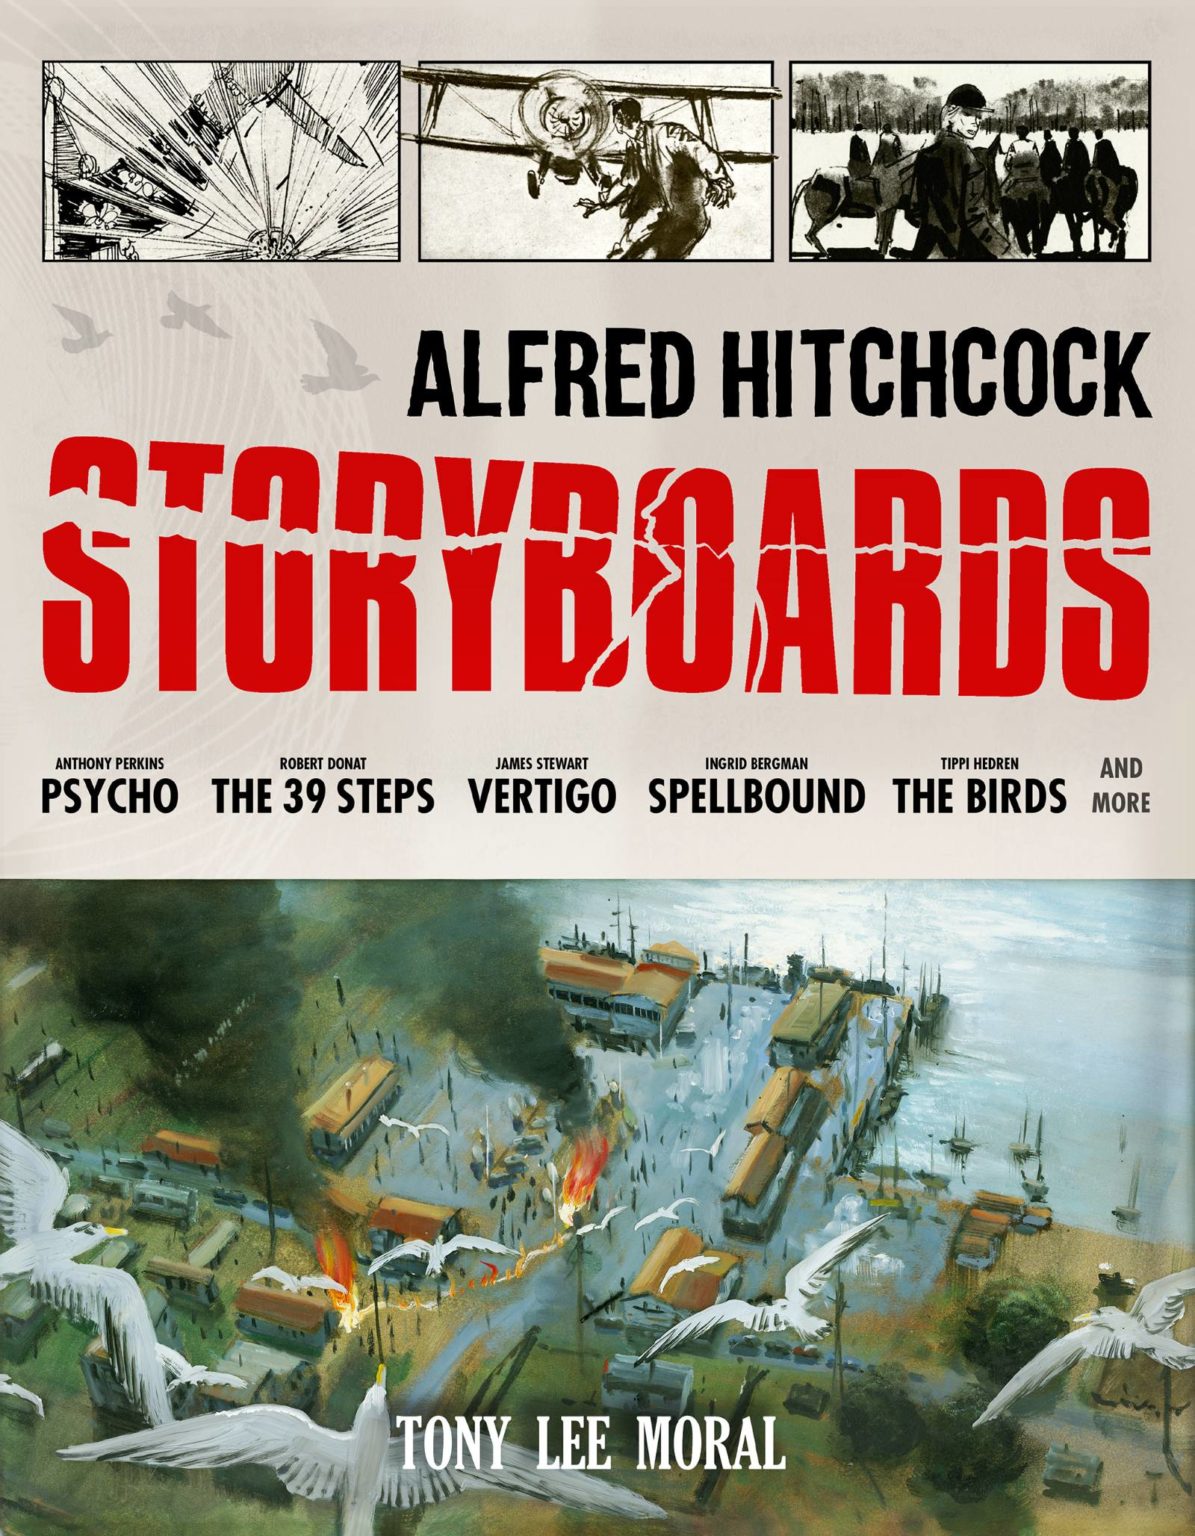 ALFRED HITCHCOCK
STORYBOARDS
ANTHONY PERKINS
PSYCHO
ROBERT DONAT
THE 39 STEPS
JAMES STEWART
VERTIGO
INGRID BERGMAN
SPELLBOUND
TIPPI HEDREN
THE BIRDS
AND
MORE
TONY LEE MORAL